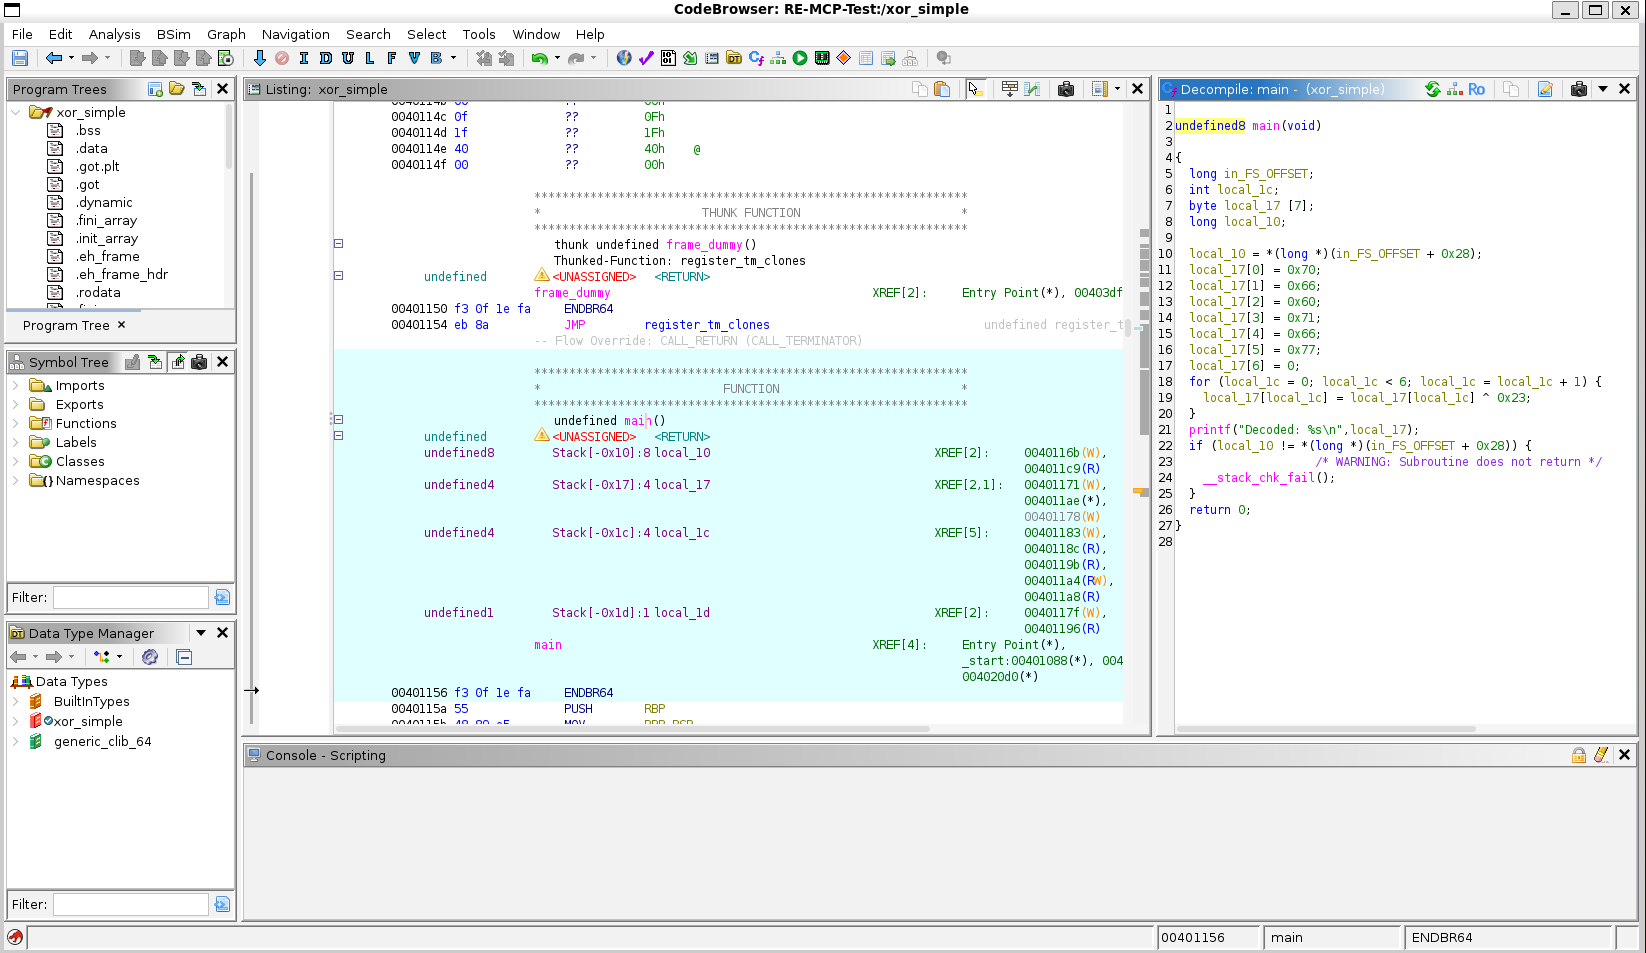 CodeBrowser: RE-MCP-Test:/xor_simple
File Edit Analysis BSim Graph Navigation Search Select Tools Window Help
I D U L F V B
Program Trees
xor_simple
.bss
.data
.got.plt
.got
.dynamic
.fini_array
.init_array
.eh_frame
.eh_frame_hdr
.rodata
Program Tree ×
Symbol Tree
Imports
Exports
Functions
Labels
Classes
Namespaces
Filter:
Data Type Manager
Data Types
BuiltInTypes
xor_simple
generic_clib_64
Filter:
Listing: xor_simple
0040114c 0f ?? 0Fh
0040114d 1f ?? 1Fh
0040114e 40 ?? 40h @
0040114f 00 ?? 00h
**************************************************************
* THUNK FUNCTION *
**************************************************************
thunk undefined frame_dummy()
Thunked-Function: register_tm_clones
undefined <UNASSIGNED> <RETURN>
frame_dummy XREF[2]: Entry Point(*), 00403df
00401150 f3 0f 1e fa ENDBR64
00401154 eb 8a JMP register_tm_clones undefined register_t
-- Flow Override: CALL_RETURN (CALL_TERMINATOR)
**************************************************************
* FUNCTION *
**************************************************************
undefined main()
undefined <UNASSIGNED> <RETURN>
undefined8 Stack[-0x10]:8 local_10 XREF[2]: 0040116b(W),
004011c9(R)
undefined4 Stack[-0x17]:4 local_17 XREF[2,1]: 00401171(W),
004011ae(*),
00401178(W)
undefined4 Stack[-0x1c]:4 local_1c XREF[5]: 00401183(W),
0040118c(R),
0040119b(R),
004011a4(RW),
004011a8(R)
undefined1 Stack[-0x1d]:1 local_1d XREF[2]: 0040117f(W),
00401196(R)
main XREF[4]: Entry Point(*),
_start:00401088(*), 004
004020d0(*)
00401156 f3 0f 1e fa ENDBR64
0040115a 55 PUSH RBP
Decompile: main - (xor_simple)
Ro
1
2 undefined8 main(void)
3
4 {
5 long in_FS_OFFSET;
6 int local_1c;
7 byte local_17 [7];
8 long local_10;
9
10 local_10 = *(long *)(in_FS_OFFSET + 0x28);
11 local_17[0] = 0x70;
12 local_17[1] = 0x66;
13 local_17[2] = 0x60;
14 local_17[3] = 0x71;
15 local_17[4] = 0x66;
16 local_17[5] = 0x77;
17 local_17[6] = 0;
18 for (local_1c = 0; local_1c < 6; local_1c = local_1c + 1) {
19 local_17[local_1c] = local_17[local_1c] ^ 0x23;
20 }
21 printf("Decoded: %s\n",local_17);
22 if (local_10 != *(long *)(in_FS_OFFSET + 0x28)) {
23 /* WARNING: Subroutine does not return */
24 __stack_chk_fail();
25 }
26 return 0;
27 }
28
Console - Scripting
00401156 main ENDBR64